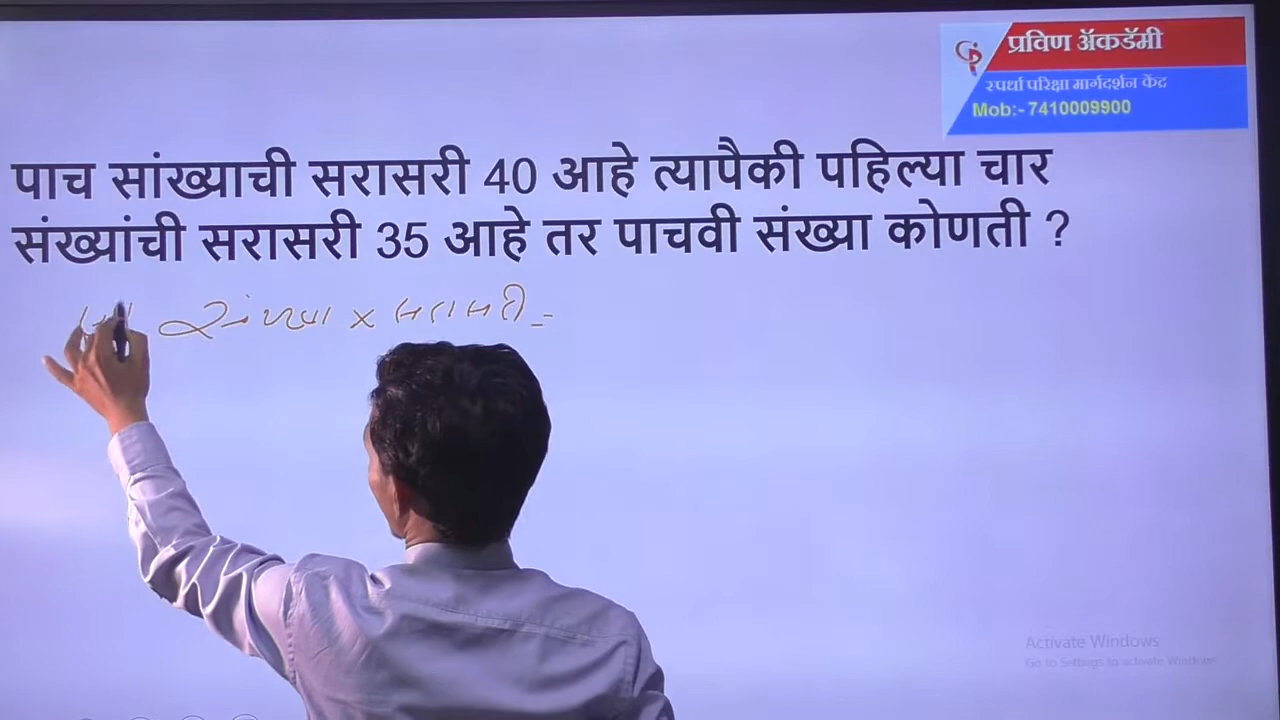 प्रविण ॲकडॅमी
स्पर्धा परिक्षा मार्गदर्शन केंद्र
Mob:- 7410009900
पाच सांख्याची सरासरी 40 आहे त्यापैकी पहिल्या चार
संख्यांची सरासरी 35 आहे तर पाचवी संख्या कोणती ?
संख्या × सरासरी =
Activate Windows
Go to Settings to activate Windows